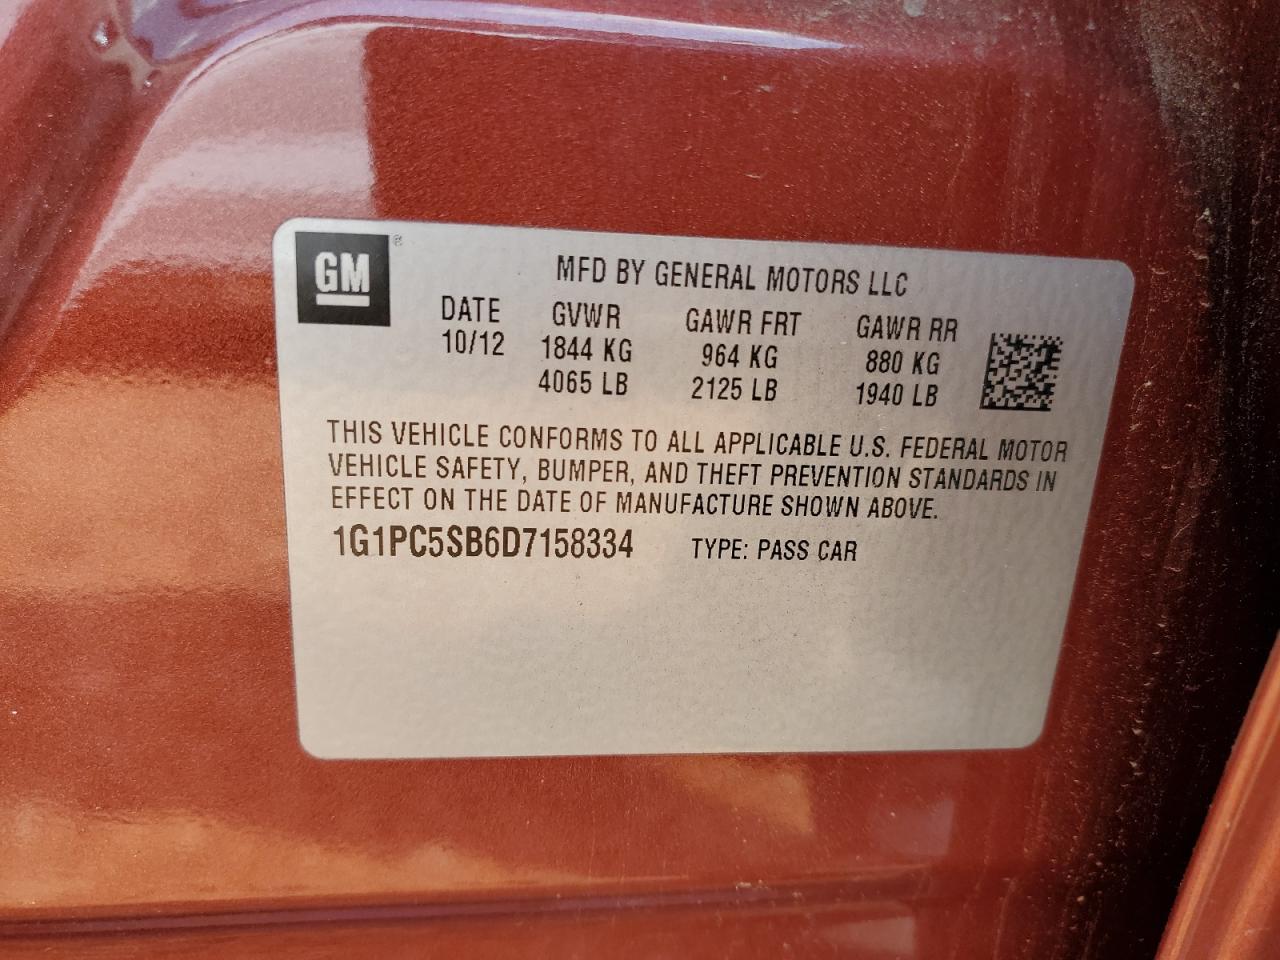 GM ®
MFD BY GENERAL MOTORS LLC
DATE GVWR GAWR FRT GAWR RR
10/12 1844 KG 964 KG 880 KG
4065 LB 2125 LB 1940 LB
THIS VEHICLE CONFORMS TO ALL APPLICABLE U.S. FEDERAL MOTOR
VEHICLE SAFETY, BUMPER, AND THEFT PREVENTION STANDARDS IN
EFFECT ON THE DATE OF MANUFACTURE SHOWN ABOVE.
1G1PC5SB6D7158334 TYPE: PASS CAR